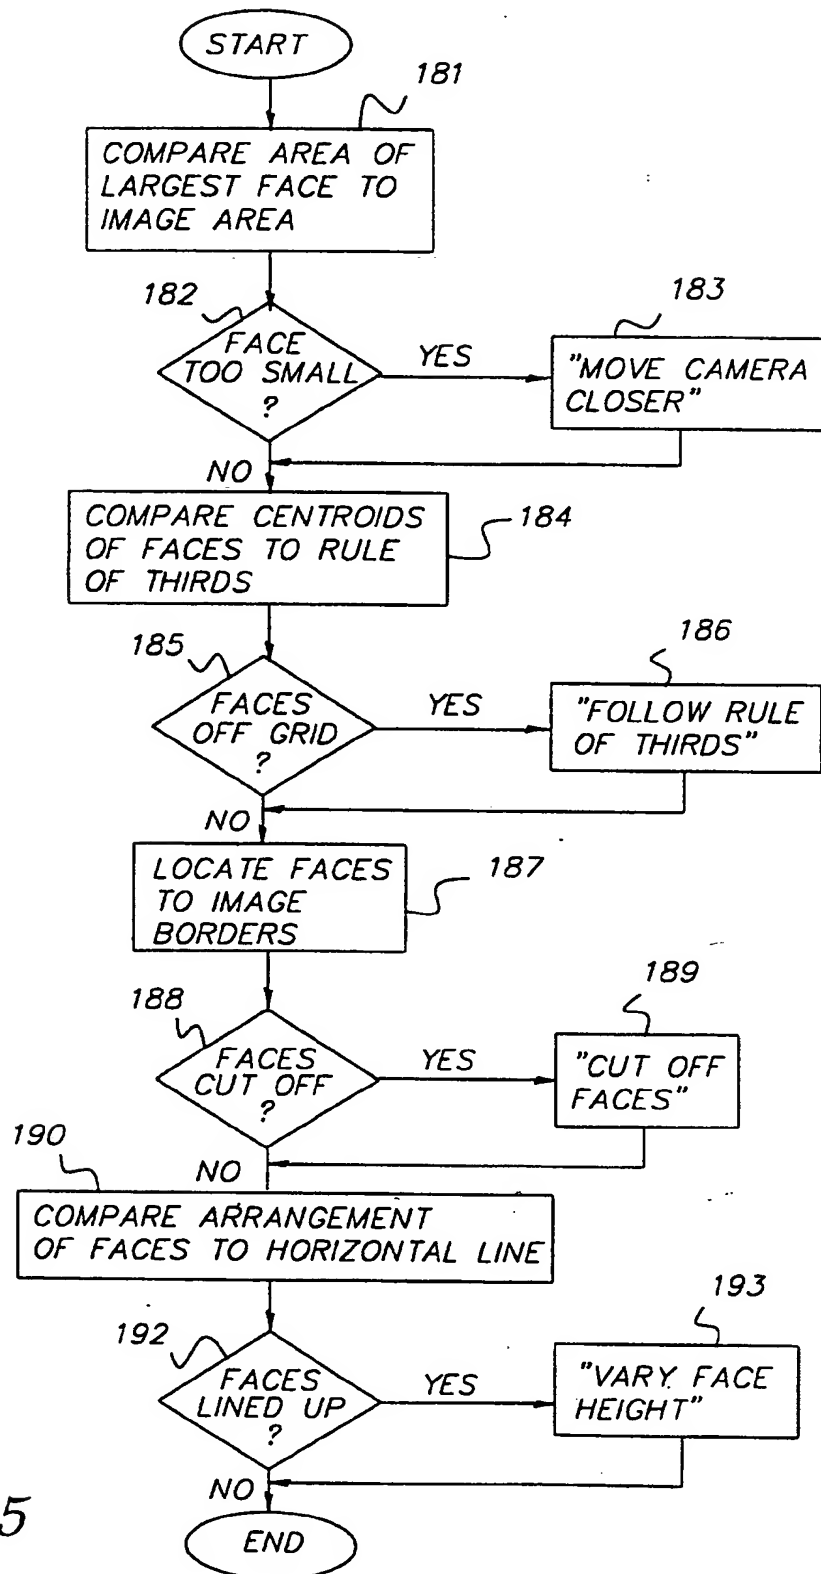 START
181
COMPARE AREA OF
LARGEST FACE TO
IMAGE AREA
182
FACE
TOO SMALL
?
YES
183
"MOVE CAMERA
CLOSER"
NO
COMPARE CENTROIDS
OF FACES TO RULE
OF THIRDS
184
185
FACES
OFF GRID
?
YES
186
"FOLLOW RULE
OF THIRDS"
NO
LOCATE FACES
TO IMAGE
BORDERS
187
188
FACES
CUT OFF
?
YES
189
"CUT OFF
FACES"
190
NO
COMPARE ARRANGEMENT
OF FACES TO HORIZONTAL LINE
192
FACES
LINED UP
?
YES
193
"VARY FACE
HEIGHT"
NO
END
5